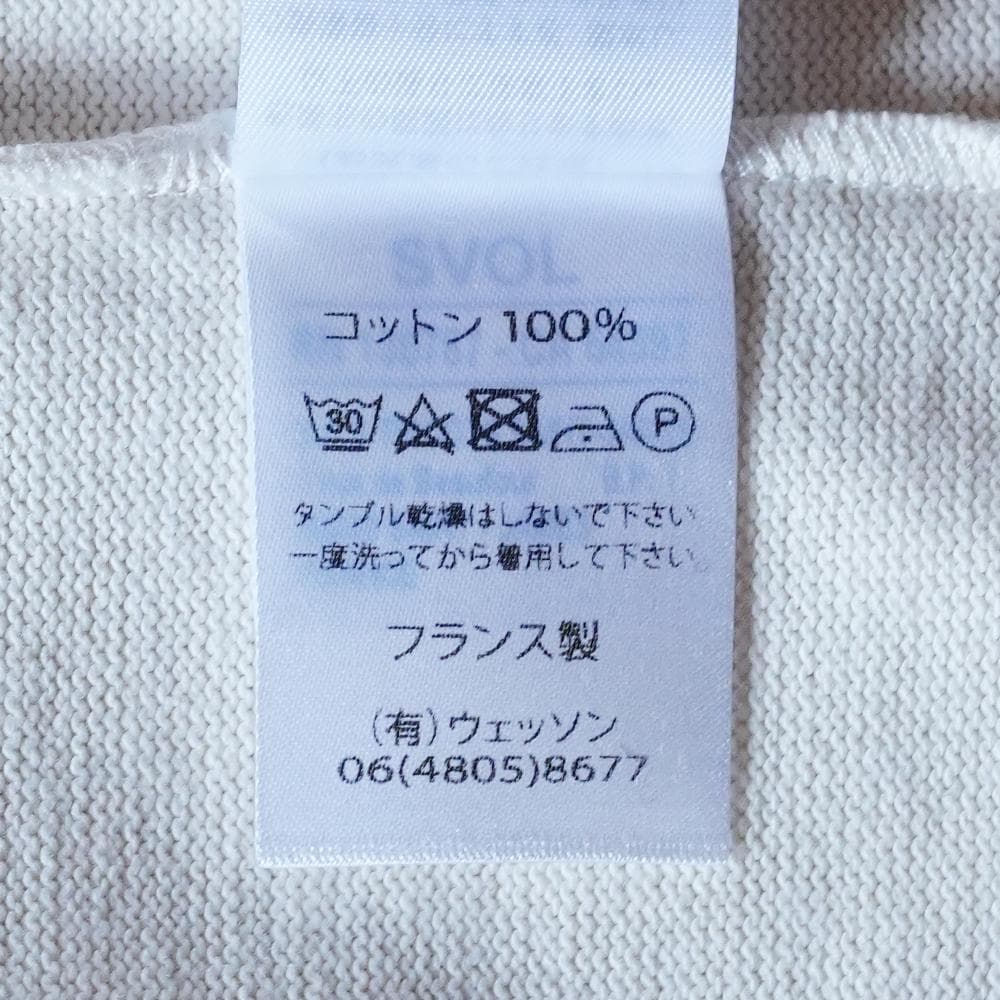 コットン 100%
30 P
タンブル乾燥はしないで下さい
一度洗ってから着用して下さい。
フランス製
(有)ウェッソン
06(4805)8677